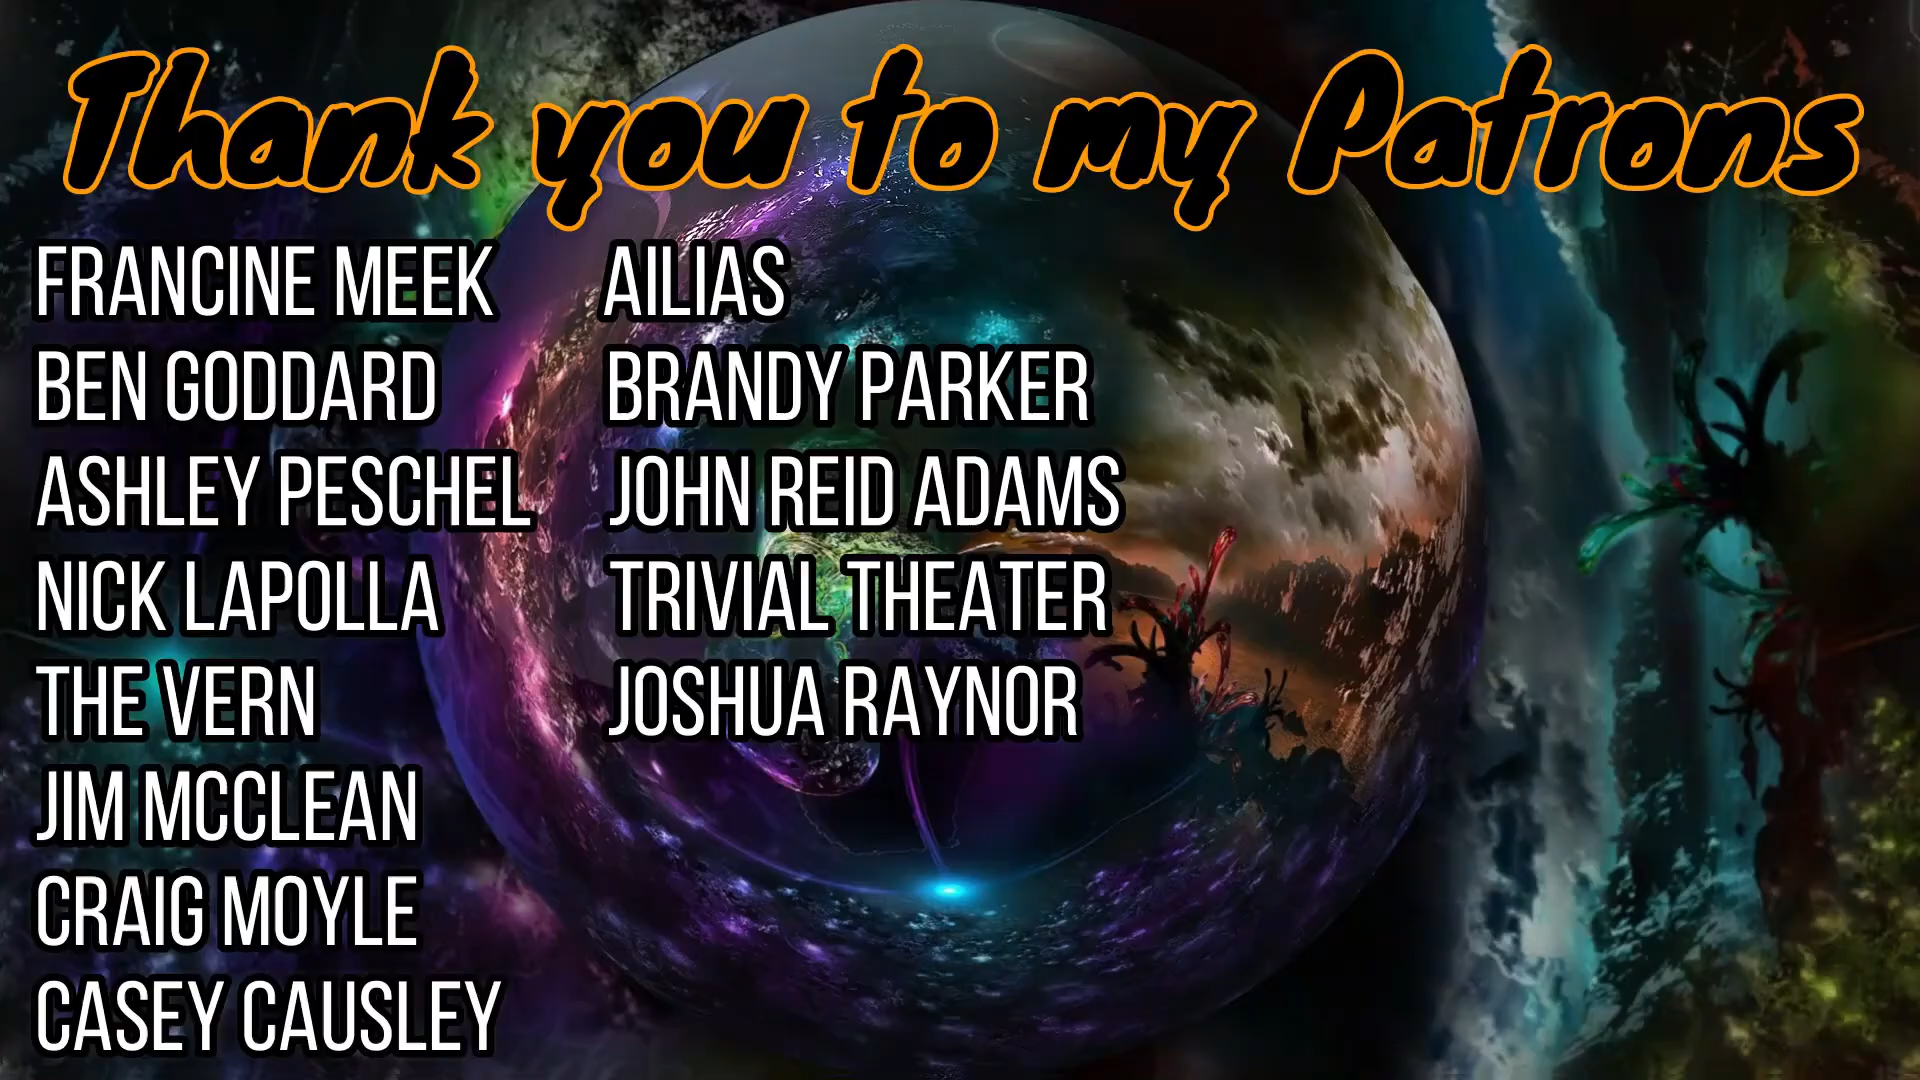 Thank you to my Patrons
FRANCINE MEEK
BEN GODDARD
ASHLEY PESCHEL
NICK LAPOLLA
THE VERN
JIM MCCLEAN
CRAIG MOYLE
CASEY CAUSLEY
AILIAS
BRANDY PARKER
JOHN REID ADAMS
TRIVIAL THEATER
JOSHUA RAYNOR